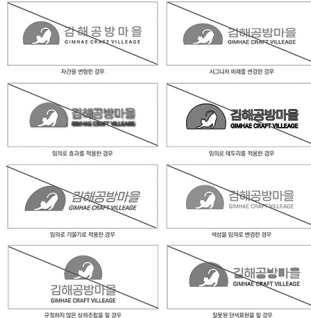 김해공방마을 김해공방마을
GIMHAE CRAFT VILLEAGE GIMHAE CRAFT VILLEAGE
자간을 변형한 경우 시그니처 비례를 변경한 경우
김해공방마을 김해공방마을
GIMHAE CRAFT VILLEAGE GIMHAE CRAFT VILLEAGE
임의로 효과를 적용한 경우 임의로 테두리를 적용한 경우
김해공방마을 김해공방마을
GIMHAE CRAFT VILLEAGE GIMHAE CRAFT VILLEAGE
임의로 기울기로 적용한 경우 색상을 임의로 변경한 경우
김해공방마을 김해공방마을
GIMHAE CRAFT VILLEAGE GIMHAE CRAFT VILLEAGE
규정하지 않은 상하조합을 할 경우 잘못된 단색표현을 할 경우